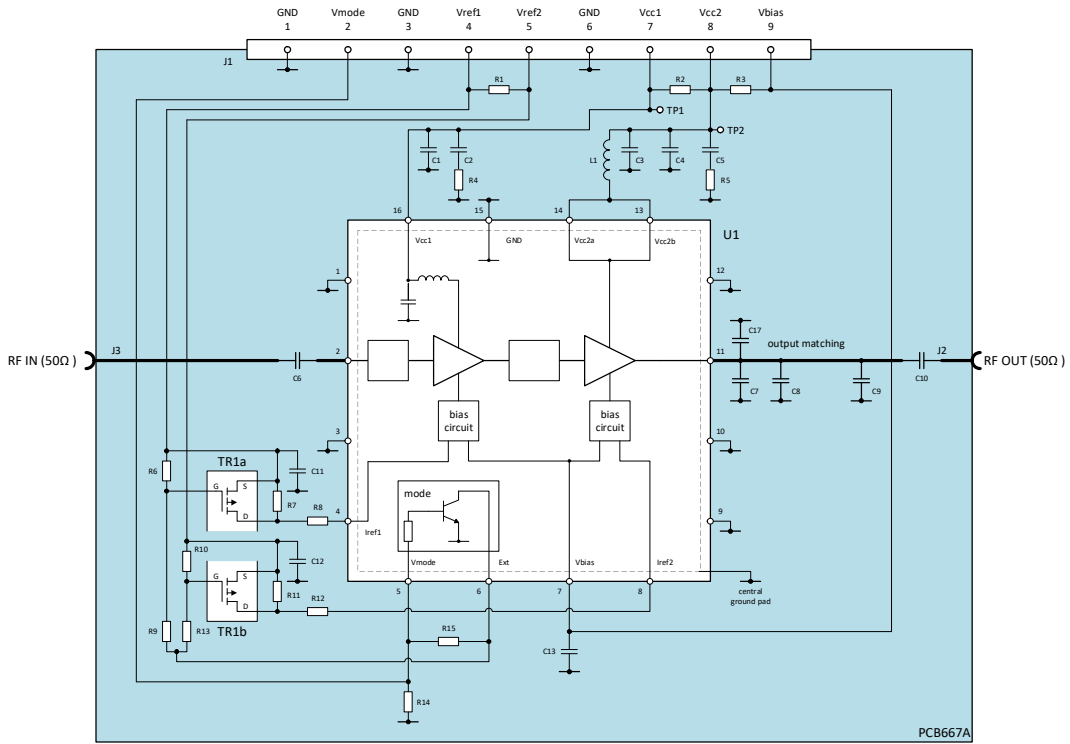 GND Vmode GND Vref1 Vref2 GND Vcc1 Vcc2 Vbias
1 2 3 4 5 6 7 8 9
J1
R1 R2 R3
TP1
TP2
C1 C2 L1 C3 C4 C5
R4 R5
16 15 14 13
U1
Vcc1 GND Vcc2a Vcc2b
1 12
C17
J3 2 11 output matching J2
RF IN (50Ω ) RF OUT (50Ω )
C6 C7 C8 C9 C10
bias
circuit
bias
circuit
3 10
R6 TR1a C11
G S
R7
D
R8 4
Iref1
mode
9
R10 C12
Vmode Ext Vbias Iref2
G S
R11
D
R12
5 6 7 8
central
ground pad
R9 R13 TR1b
R15
C13
R14
PCB667A